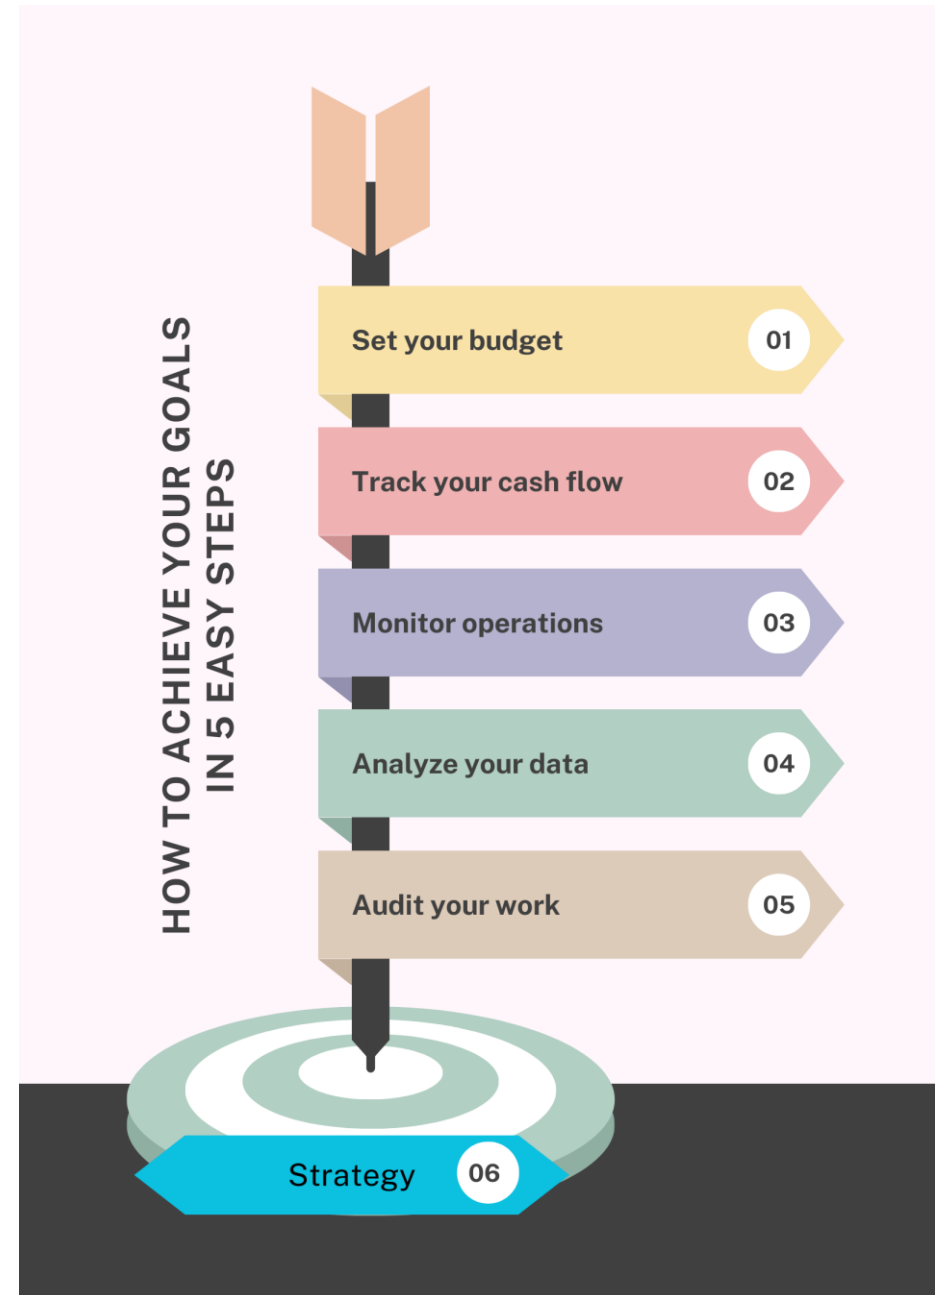 HOW TO ACHIEVE YOUR GOALS
IN 5 EASY STEPS
Set your budget 01
Track your cash flow 02
Monitor operations 03
Analyze your data 04
Audit your work 05
Strategy 06